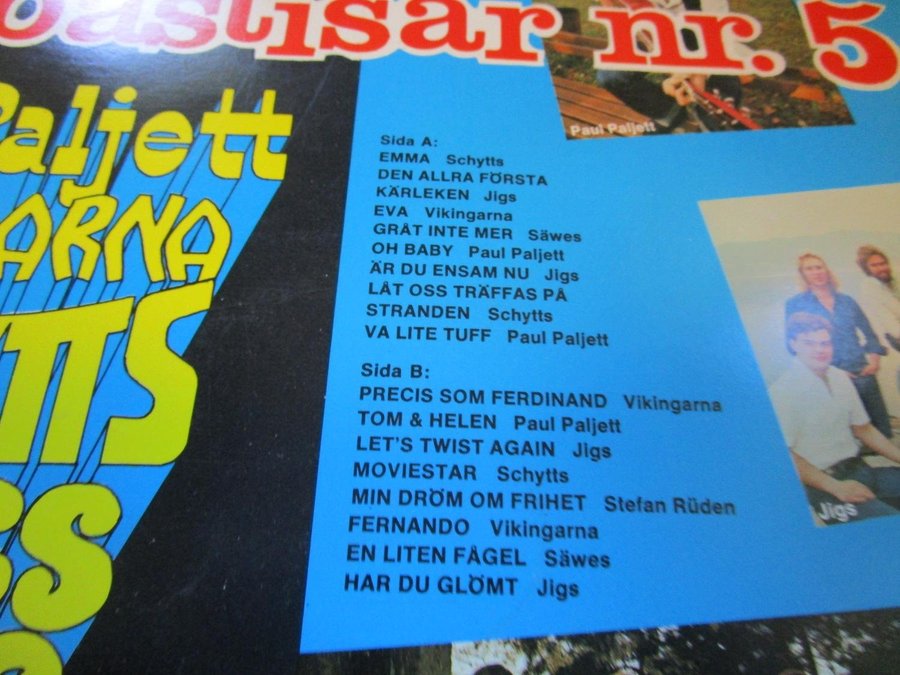 oastisar nr. 5
Paul Paljett
Paljett
ARNA
TTS
GS
Sida A:
EMMA Schytts
DEN ALLRA FÖRSTA
KÄRLEKEN Jigs
EVA Vikingarna
GRÅT INTE MER Säwes
OH BABY Paul Paljett
ÄR DU ENSAM NU Jigs
LÅT OSS TRÄFFAS PÅ
STRANDEN Schytts
VA LITE TUFF Paul Paljett
Sida B:
PRECIS SOM FERDINAND Vikingarna
TOM & HELEN Paul Paljett
LET'S TWIST AGAIN Jigs
MOVIESTAR Schytts
MIN DRÖM OM FRIHET Stefan Rüden
FERNANDO Vikingarna
EN LITEN FÅGEL Säwes
HAR DU GLÖMT Jigs
Jigs